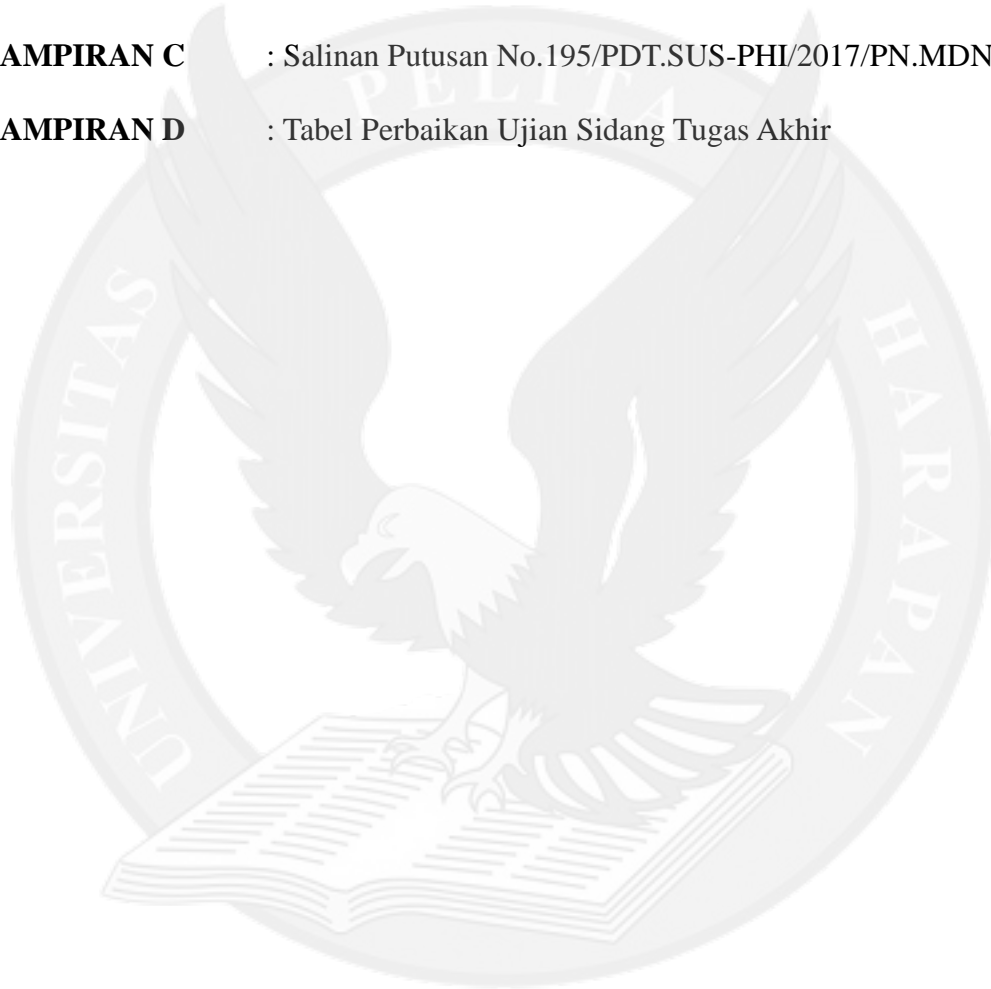 AMPIRAN C : Salinan Putusan No.195/PDT.SUS-PHI/2017/PN.MDN
AMPIRAN D : Tabel Perbaikan Ujian Sidang Tugas Akhir
UNIVERSITAS PELITA HARAPAN